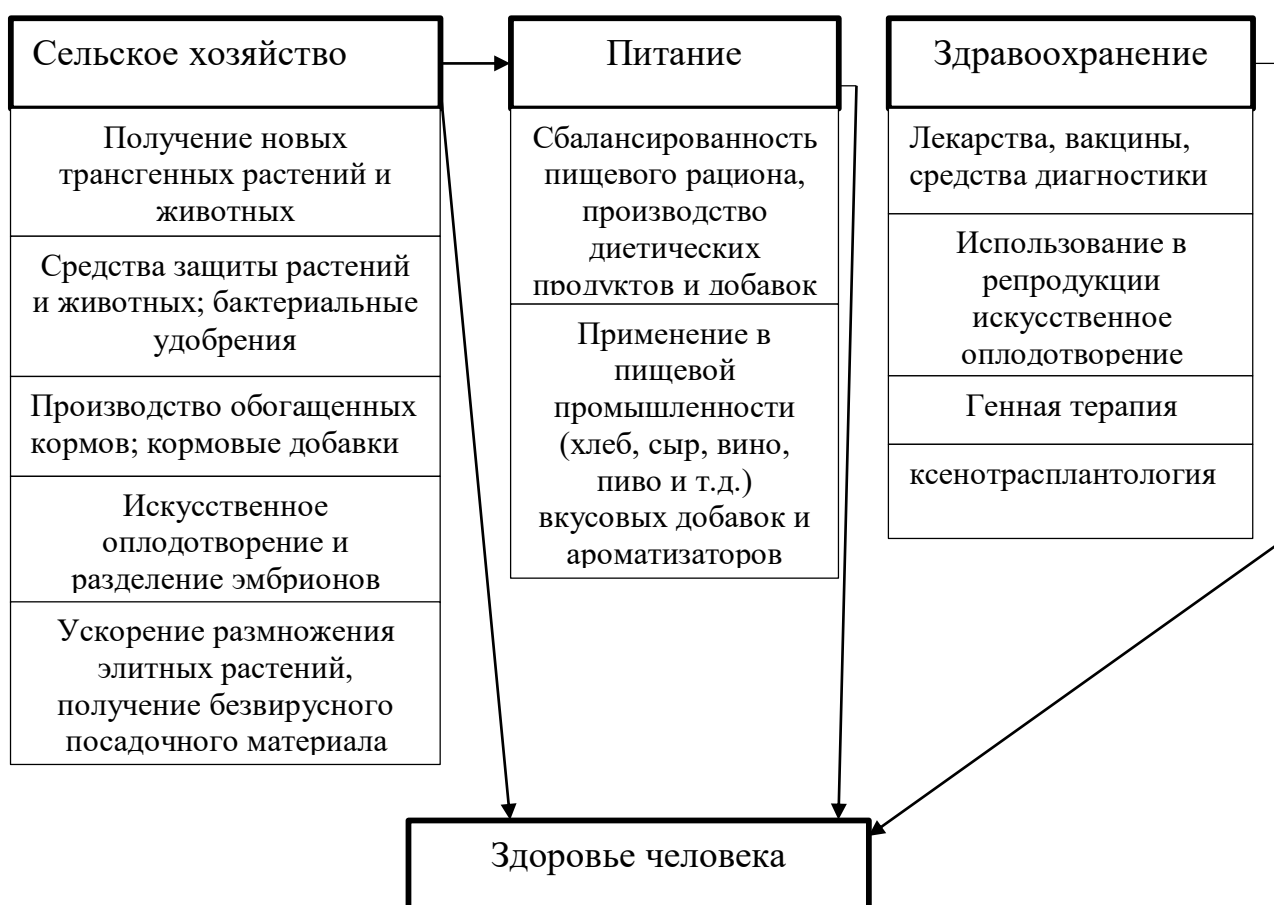 Сельское хозяйство
Получение новых
трансгенных растений и
животных
Средства защиты растений
и животных; бактериальные
удобрения
Производство обогащенных
кормов; кормовые добавки
Искусственное
оплодотворение и
разделение эмбрионов
Ускорение размножения
элитных растений,
получение безвирусного
посадочного материала
Питание
Сбалансированность
пищевого рациона,
производство
диетических
продуктов и добавок
Применение в
пищевой
промышленности
(хлеб, сыр, вино,
пиво и т.д.)
вкусовых добавок и
ароматизаторов
Здравоохранение
Лекарства, вакцины,
средства диагностики
Использование в
репродукции
искусственное
оплодотворение
Генная терапия
ксенотрасплантология
Здоровье человека